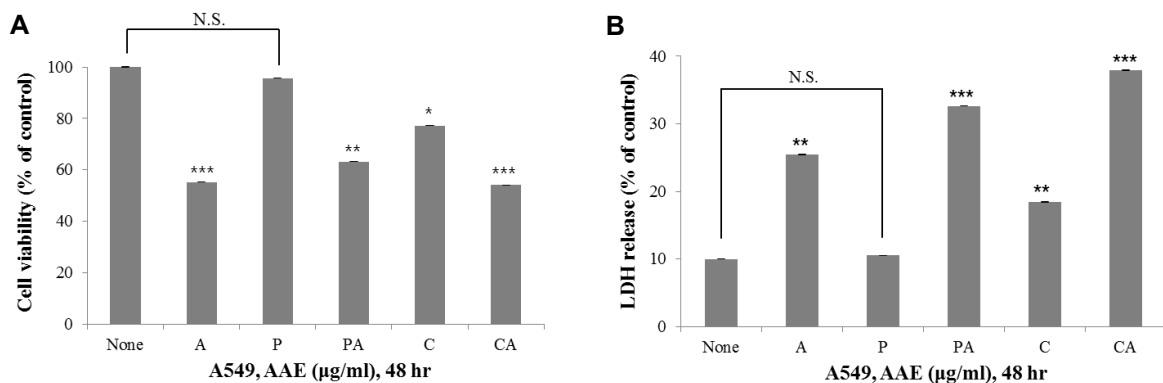 A
N.S.
Cell viability (% of control)
100
80
60
40
20
0
***
**
*
***
None A P PA C CA
A549, AAE (μg/ml), 48 hr
B
N.S.
LDH release (% of control)
40
30
20
10
0
**
***
**
***
None A P PA C CA
A549, AAE (μg/ml), 48 hr